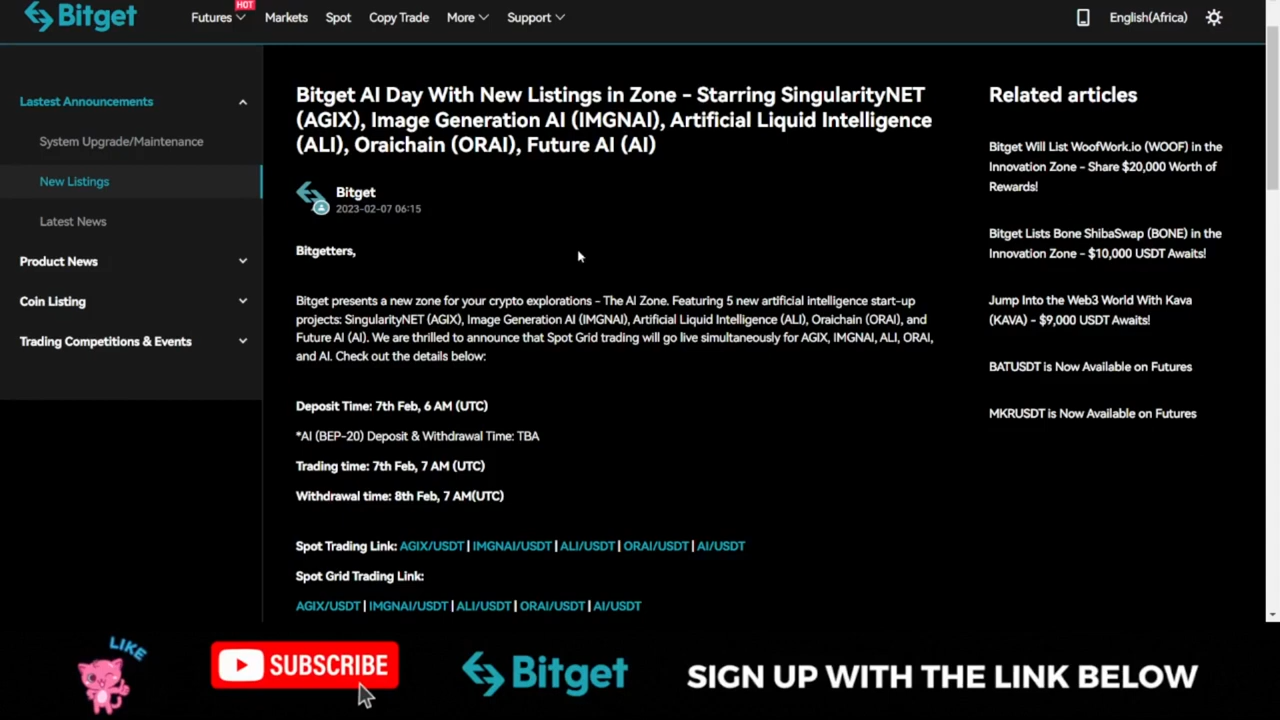 Bitget
Futures
HOT
Markets
Spot
Copy Trade
More
Support
English(Africa)
Lastest Announcements
System Upgrade/Maintenance
New Listings
Latest News
Product News
Coin Listing
Trading Competitions & Events
Bitget AI Day With New Listings in Zone - Starring SingularityNET
(AGIX), Image Generation AI (IMGNAI), Artificial Liquid Intelligence
(ALI), Oraichain (ORAI), Future AI (AI)
Bitget
2023-02-07 06:15
Bitgetters,
Bitget presents a new zone for your crypto explorations - The AI Zone. Featuring 5 new artificial intelligence start-up
projects: SingularityNET (AGIX), Image Generation AI (IMGNAI), Artificial Liquid Intelligence (ALI), Oraichain (ORAI), and
Future AI (AI). We are thrilled to announce that Spot Grid trading will go live simultaneously for AGIX, IMGNAI, ALI, ORAI,
and AI. Check out the details below:
Deposit Time: 7th Feb, 6 AM (UTC)
*AI (BEP-20) Deposit & Withdrawal Time: TBA
Trading time: 7th Feb, 7 AM (UTC)
Withdrawal time: 8th Feb, 7 AM(UTC)
Spot Trading Link: AGIX/USDT | IMGNAI/USDT | ALI/USDT | ORAI/USDT | AI/USDT
Spot Grid Trading Link:
AGIX/USDT | IMGNAI/USDT | ALI/USDT | ORAI/USDT | AI/USDT
Related articles
Bitget Will List WoofWork.io (WOOF) in the
Innovation Zone - Share $20,000 Worth of
Rewards!
Bitget Lists Bone ShibaSwap (BONE) in the
Innovation Zone - $10,000 USDT Awaits!
Jump Into the Web3 World With Kava
(KAVA) - $9,000 USDT Awaits!
BATUSDT is Now Available on Futures
MKRUSDT is Now Available on Futures
LIKE
SUBSCRIBE
Bitget
SIGN UP WITH THE LINK BELOW